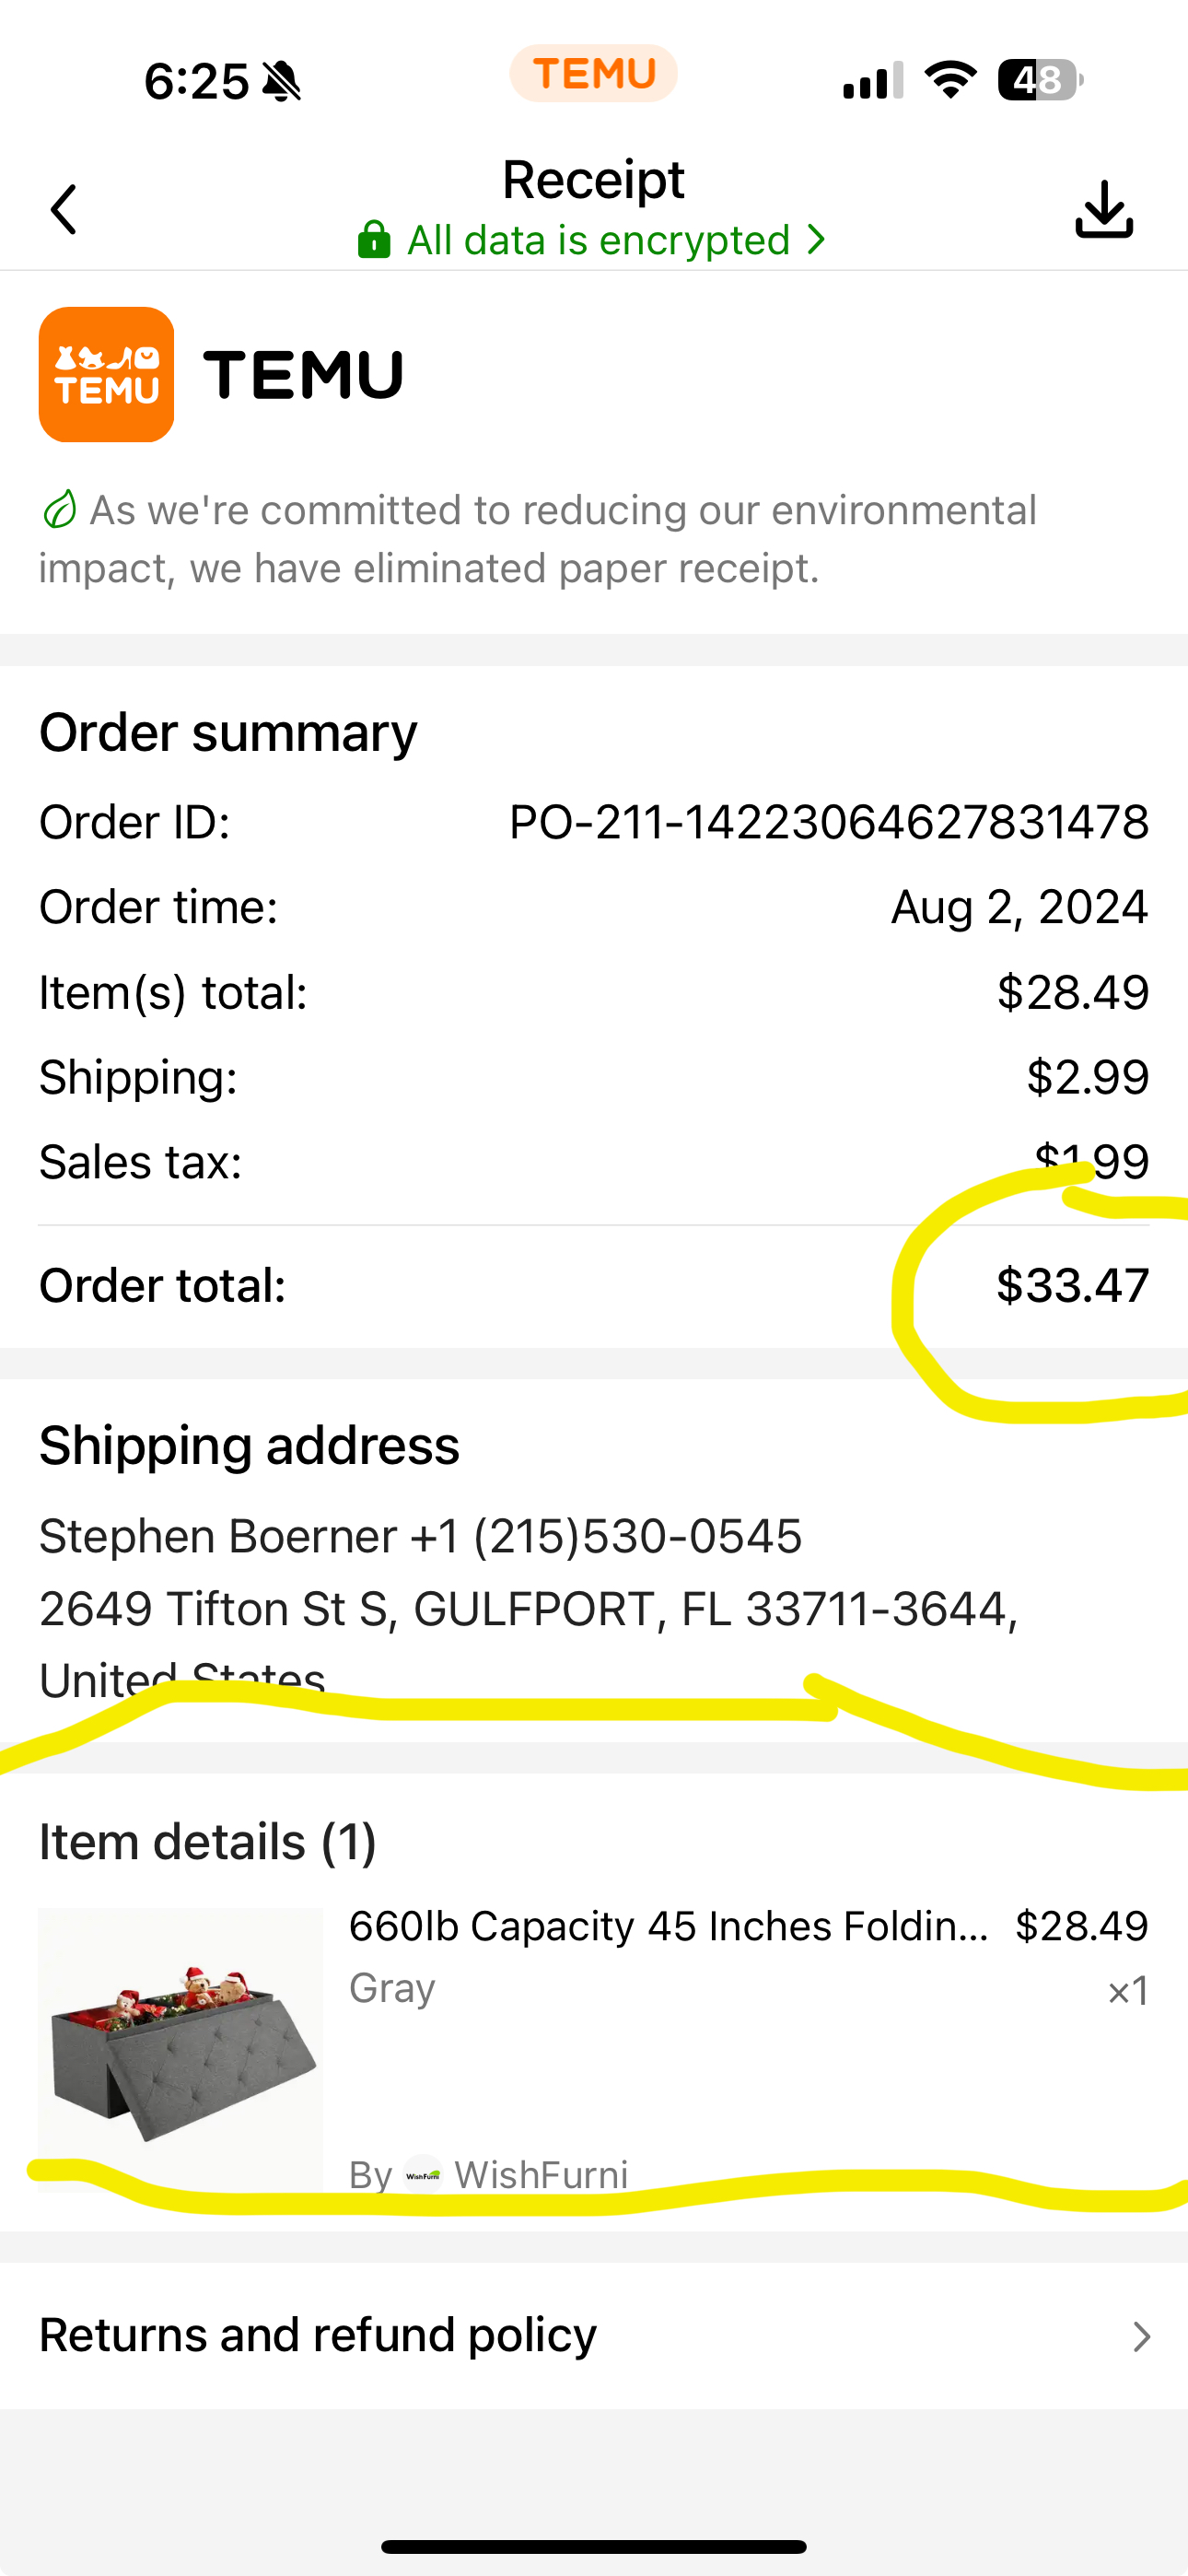 6:25 TEMU 48
Receipt
All data is encrypted
TEMU TEMU
As we're committed to reducing our environmental
impact, we have eliminated paper receipt.
Order summary
Order ID: PO-211-14223064627831478
Order time: Aug 2, 2024
Item(s) total: $28.49
Shipping: $2.99
Sales tax: $1.99
Order total: $33.47
Shipping address
Stephen Boerner +1 (215)530-0545
2649 Tifton St S, GULFPORT, FL 33711-3644,
United States
Item details (1)
660lb Capacity 45 Inches Foldin... $28.49
Gray ×1
By WishFurni WishFurni
Returns and refund policy